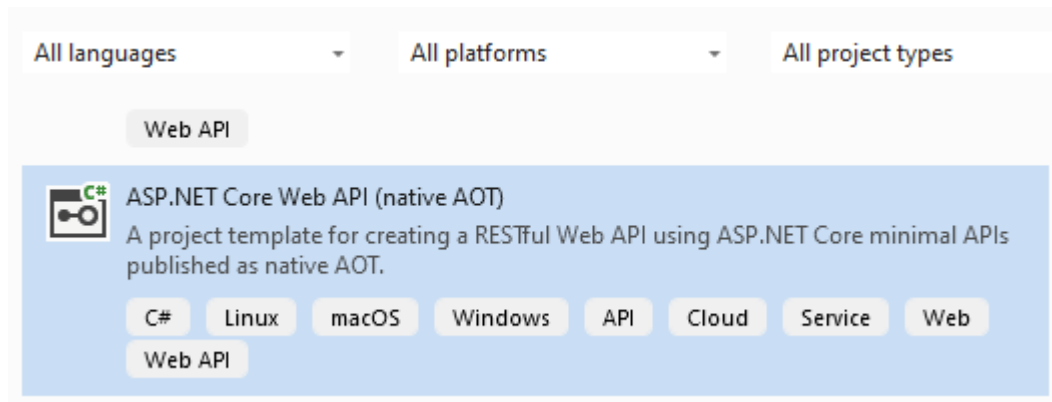 All languages All platforms All project types
Web API
C#
ASP.NET Core Web API (native AOT)
A project template for creating a RESTful Web API using ASP.NET Core minimal APIs
published as native AOT.
C# Linux macOS Windows API Cloud Service Web
Web API